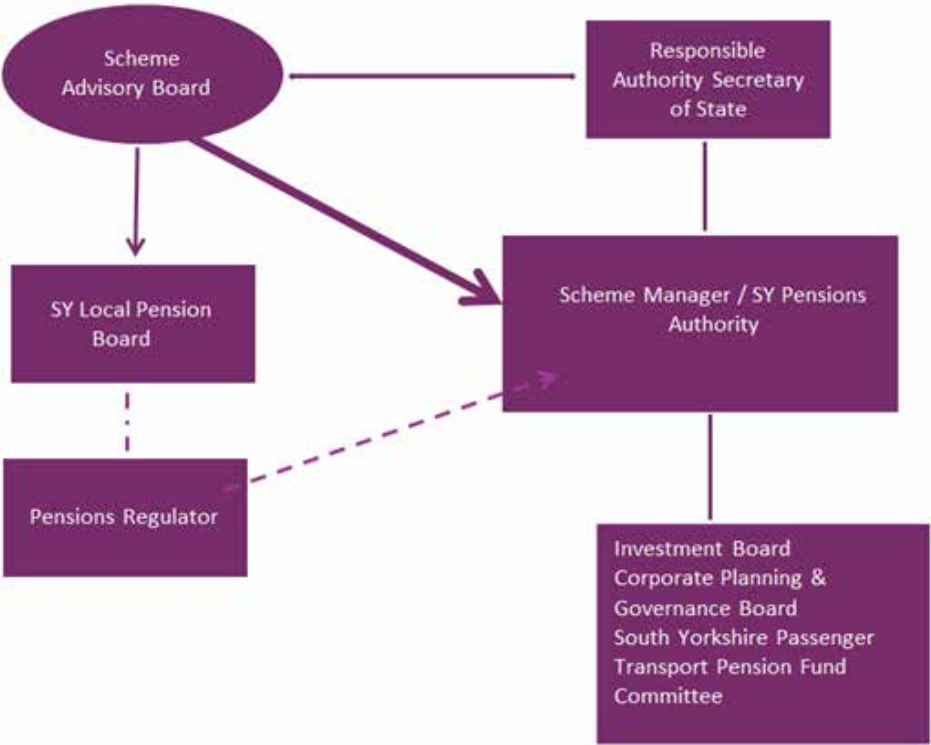 Scheme
Advisory Board
Responsible
Authority Secretary
of State
SY Local Pension
Board
Scheme Manager / SY Pensions
Authority
Pensions Regulator
Investment Board
Corporate Planning &
Governance Board
South Yorkshire Passenger
Transport Pension Fund
Committee